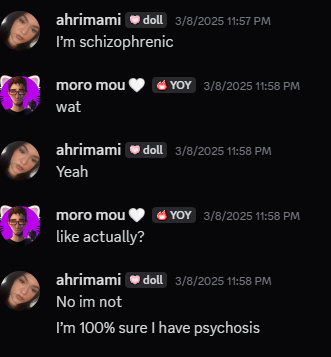 ahrimami doll 3/8/2025 11:57 PM
I'm schizophrenic
moro mou🤍 YOY 3/8/2025 11:58 PM
wat
ahrimami doll 3/8/2025 11:58 PM
Yeah
moro mou🤍 YOY 3/8/2025 11:58 PM
like actually?
ahrimami doll 3/8/2025 11:58 PM
No im not
I'm 100% sure I have psychosis